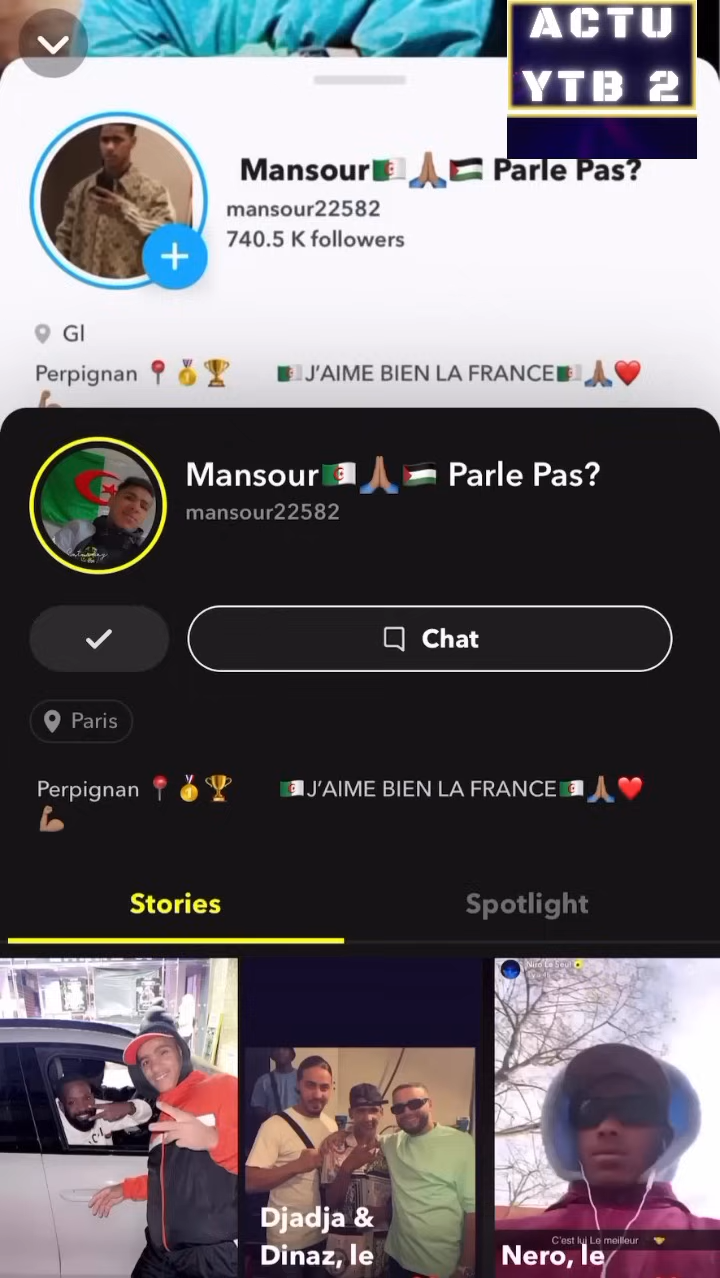 ACTU
YTB 2
Mansour🇩🇿🙏🏽🇵🇸 Parle Pas?
mansour22582
740.5 K followers
Gl
Perpignan 📍🥇🏆 🇩🇿J'AIME BIEN LA FRANCE🇩🇿🙏🏽❤️
💪🏽
Mansour🇩🇿🙏🏽🇵🇸 Parle Pas?
mansour22582
Chat
Paris
Perpignan 📍🥇🏆 🇩🇿J'AIME BIEN LA FRANCE🇩🇿🙏🏽❤️
💪🏽
Stories
Spotlight
Djadja &
Dinaz, le
C'est lui Le meilleur
Nero, le